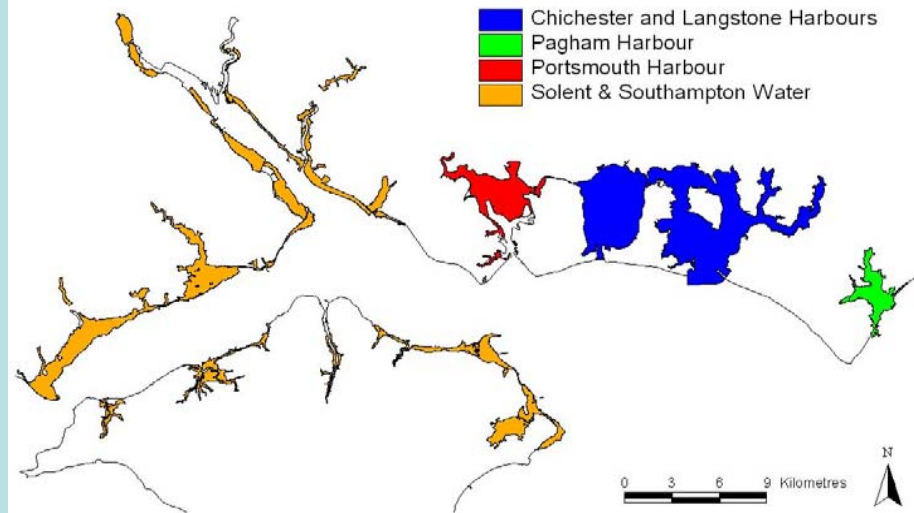 Chichester and Langstone Harbours
Pagham Harbour
Portsmouth Harbour
Solent & Southampton Water
N
0 3 6 9 Kilometres